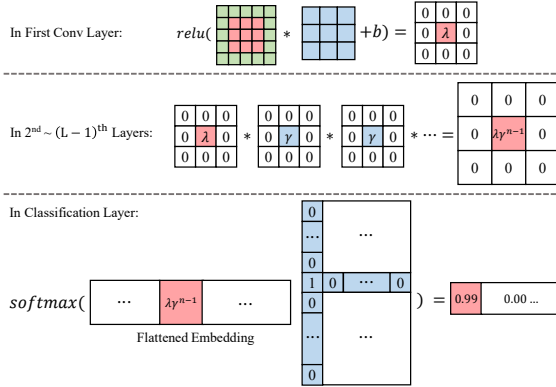 In First Conv Layer: relu( * +b) =
0 0 0
0 λ 0
0 0 0
In 2nd ~ (L − 1)th Layers: * * * ⋯ =
0 0 0
0 λ 0
0 0 0
0 0 0
0 γ 0
0 0 0
0 0 0
0 γ 0
0 0 0
0 0 0
0 λγⁿ⁻¹ 0
0 0 0
In Classification Layer:
softmax( ) =
⋯ λγⁿ⁻¹ ⋯
Flattened Embedding
0
⋯ ⋯
0
1 0 ⋯ 0
0
⋯ ⋯
0
0.99 0.00 ...